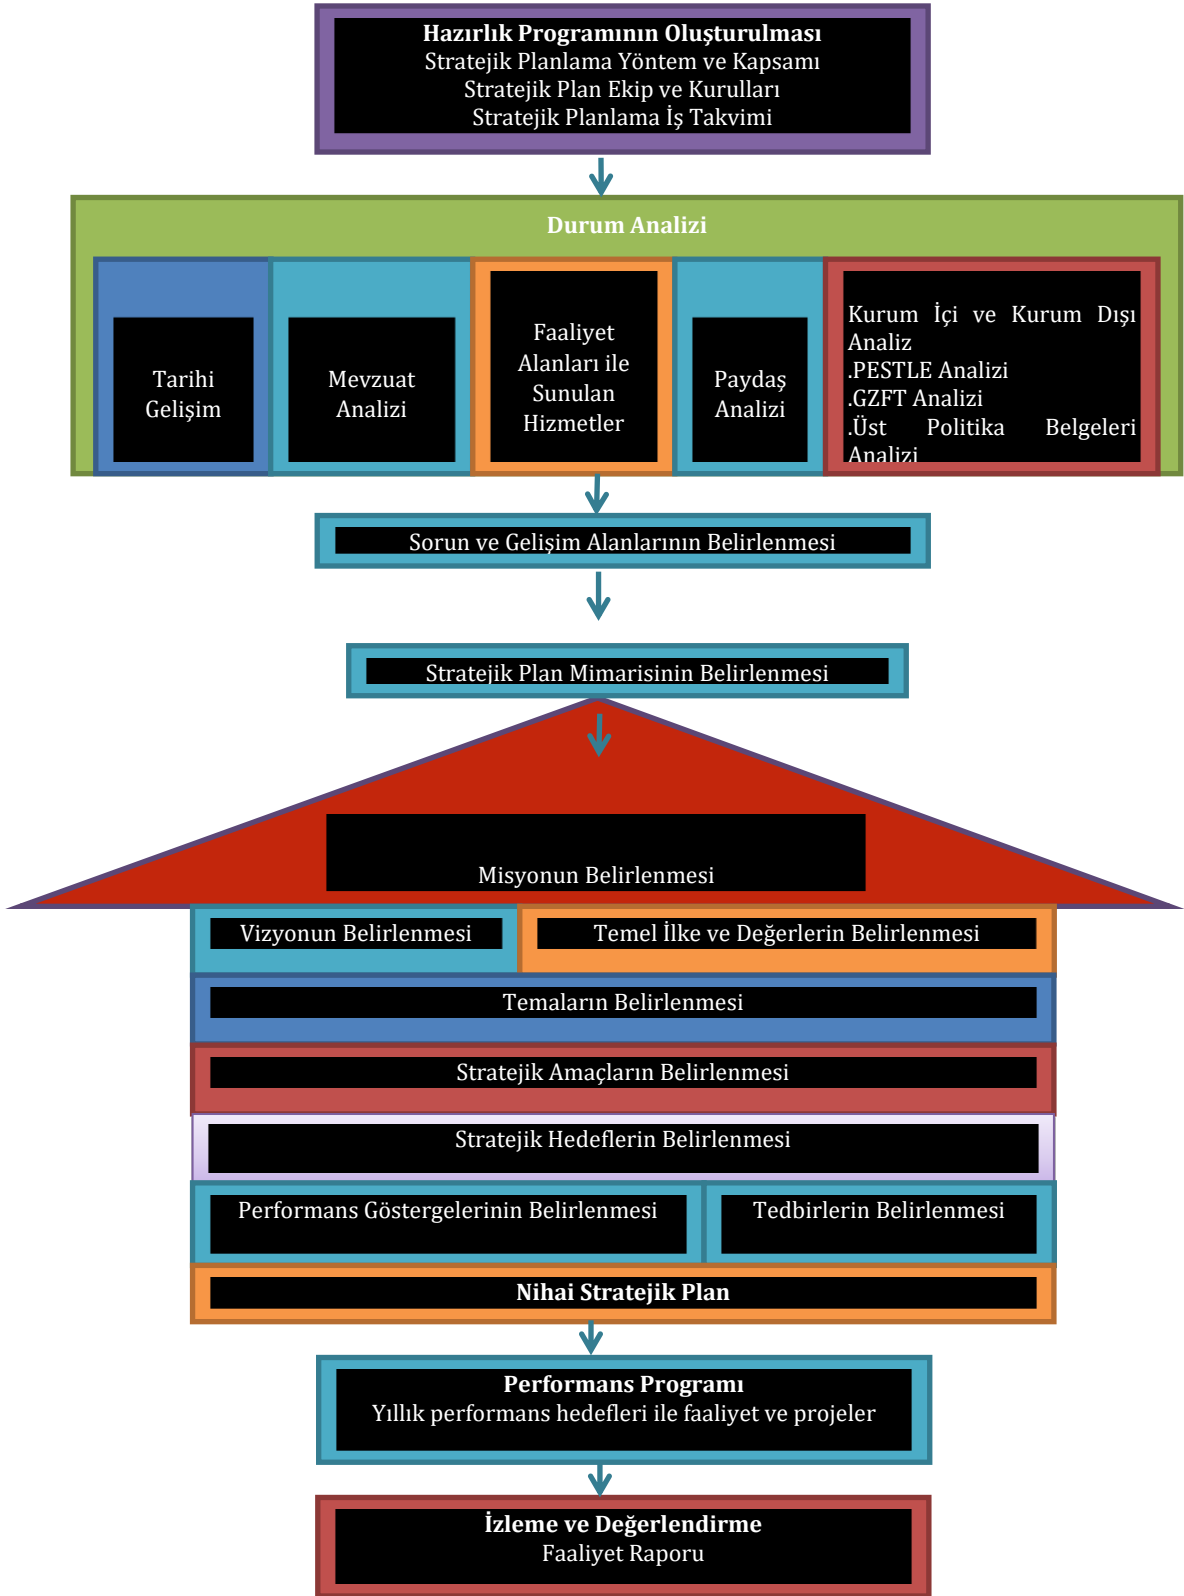 Hazırlık Programının Oluşturulması
Stratejik Planlama Yöntem ve Kapsamı
Stratejik Plan Ekip ve Kurulları
Stratejik Planlama İş Takvimi
Durum Analizi
Tarihi
Gelişim
Mevzuat
Analizi
Faaliyet
Alanları ile
Sunulan
Hizmetler
Paydaş
Analizi
Kurum İçi ve Kurum Dışı
Analiz
.PESTLE Analizi
.GZFT Analizi
.Üst Politika Belgeleri
Analizi
Sorun ve Gelişim Alanlarının Belirlenmesi
Stratejik Plan Mimarisinin Belirlenmesi
Misyonun Belirlenmesi
Vizyonun Belirlenmesi
Temel İlke ve Değerlerin Belirlenmesi
Temaların Belirlenmesi
Stratejik Amaçların Belirlenmesi
Stratejik Hedeflerin Belirlenmesi
Performans Göstergelerinin Belirlenmesi
Tedbirlerin Belirlenmesi
Nihai Stratejik Plan
Performans Programı
Yıllık performans hedefleri ile faaliyet ve projeler
İzleme ve Değerlendirme
Faaliyet Raporu